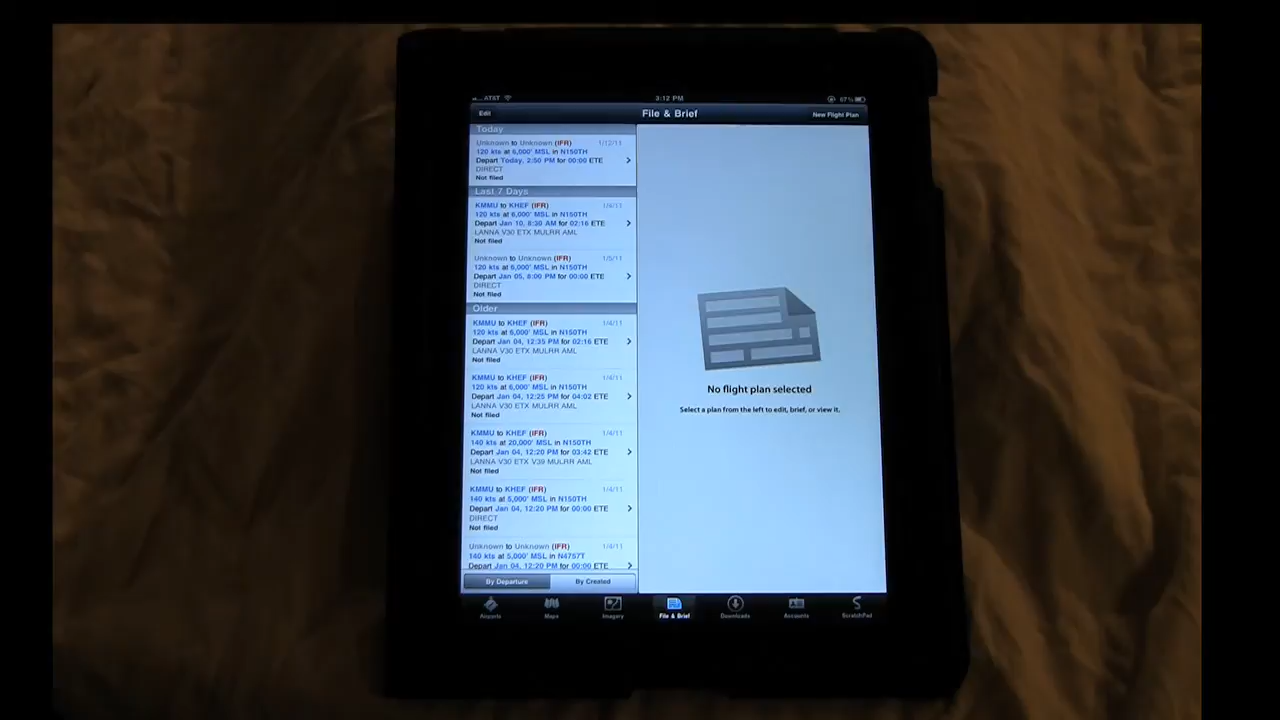 AT&T 3:12 PM 67%
Edit File & Brief New Flight Plan
Today
Unknown to Unknown (IFR) 1/12/11
120 kts at 6,000' MSL in N150TH
Depart Today, 2:50 PM for 00:00 ETE
DIRECT
Not filed
Last 7 Days
KMMU to KHEF (IFR) 1/6/11
120 kts at 6,000' MSL in N150TH
Depart Jan 10, 8:30 AM for 02:16 ETE
LANNA V30 ETX MULRR AML
Not filed
Unknown to Unknown (IFR) 1/5/11
120 kts at 6,000' MSL in N150TH
Depart Jan 05, 8:00 PM for 00:00 ETE
DIRECT
Not filed
Older
KMMU to KHEF (IFR) 1/4/11
120 kts at 6,000' MSL in N150TH
Depart Jan 04, 12:35 PM for 02:16 ETE
LANNA V30 ETX MULRR AML
Not filed
KMMU to KHEF (IFR) 1/4/11
120 kts at 6,000' MSL in N150TH
Depart Jan 04, 12:25 PM for 04:02 ETE
LANNA V30 ETX MULRR AML
Not filed
KMMU to KHEF (IFR) 1/4/11
140 kts at 20,000' MSL in N150TH
Depart Jan 04, 12:20 PM for 03:42 ETE
LANNA V30 ETX V39 MULRR AML
Not filed
KMMU to KHEF (IFR) 1/4/11
140 kts at 5,000' MSL in N150TH
Depart Jan 04, 12:20 PM for 00:00 ETE
DIRECT
Not filed
Unknown to Unknown (IFR) 1/4/11
140 kts at 5,000' MSL in N4757T
Depart Jan 04, 12:20 PM for 00:00 ETE
By Departure By Created
No flight plan selected
Select a plan from the left to edit, brief, or view it.
Airports Maps Imagery File & Brief Downloads Accounts ScratchPad